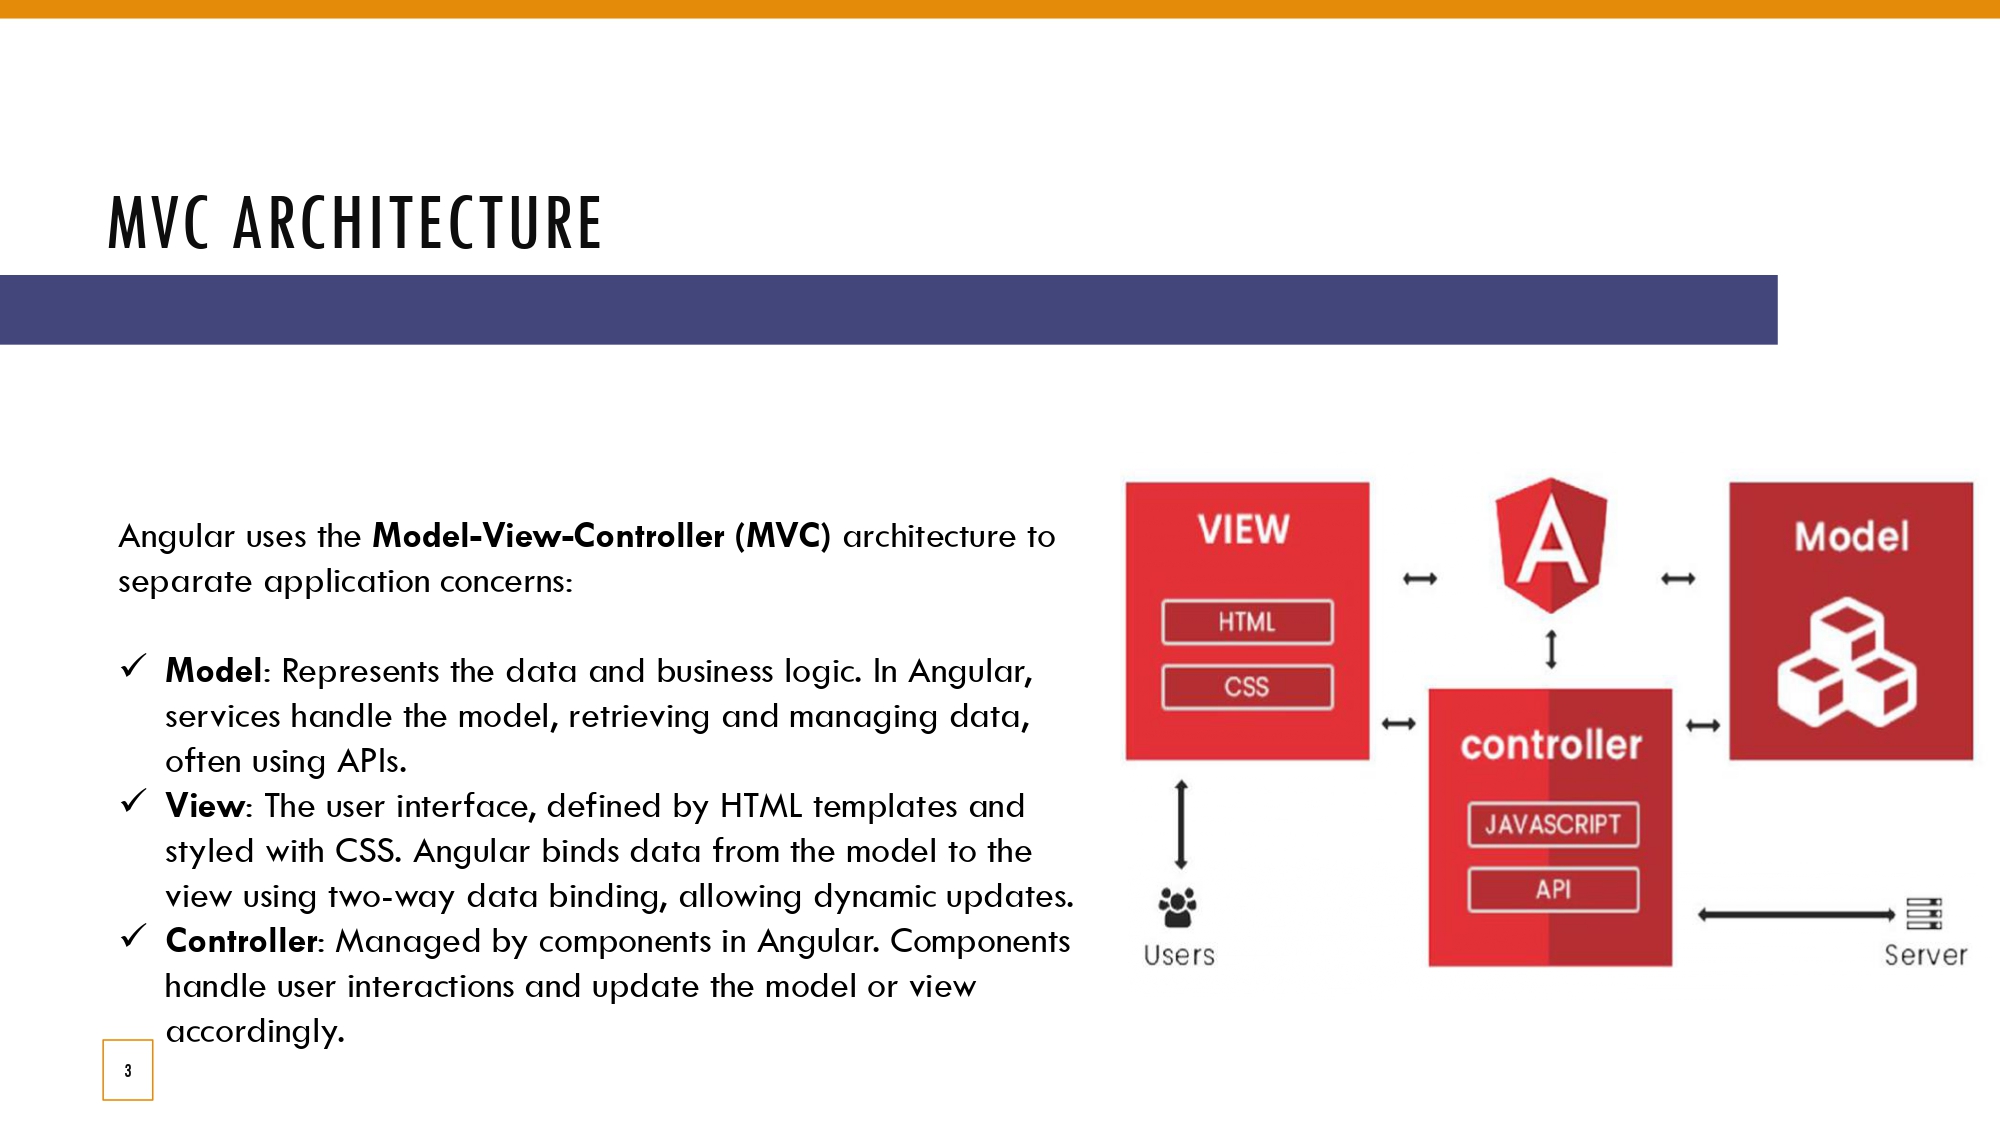 MVC ARCHITECTURE
Angular uses the Model-View-Controller (MVC) architecture to
separate application concerns:
✓ Model: Represents the data and business logic. In Angular,
services handle the model, retrieving and managing data,
often using APIs.
✓ View: The user interface, defined by HTML templates and
styled with CSS. Angular binds data from the model to the
view using two-way data binding, allowing dynamic updates.
✓ Controller: Managed by components in Angular. Components
handle user interactions and update the model or view
accordingly.
3
VIEW
HTML
CSS
A
Model
controller
JAVASCRIPT
API
Users
Server